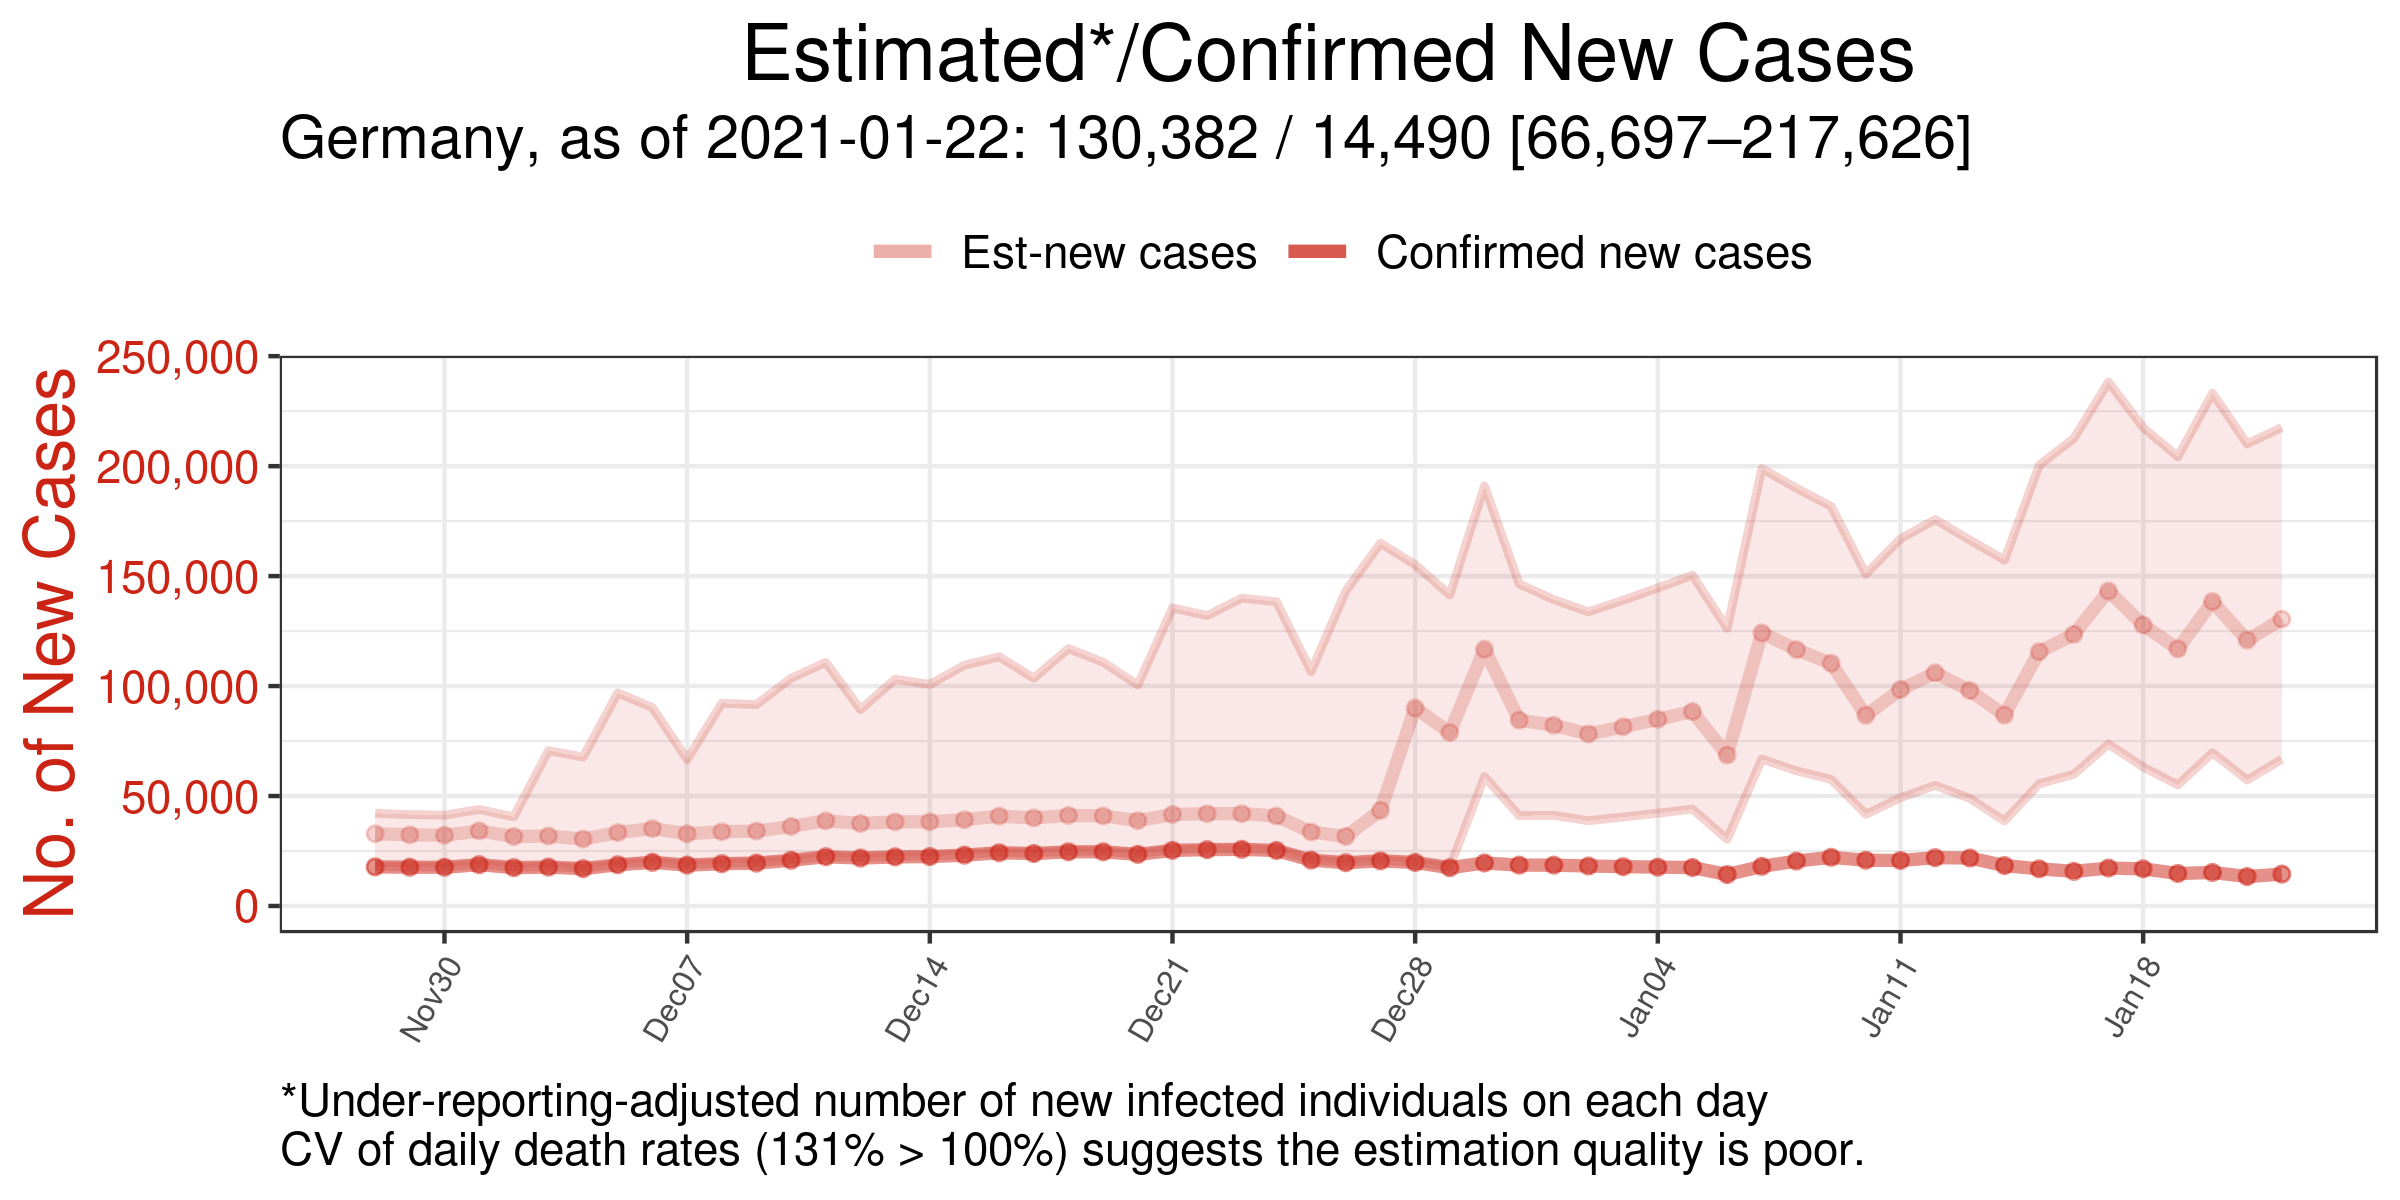 Estimated*/Confirmed New Cases
Germany, as of 2021-01-22: 130,382 / 14,490 [66,697–217,626]
Est-new cases Confirmed new cases
No. of New Cases
250,000
200,000
150,000
100,000
50,000
0
Nov30 Dec07 Dec14 Dec21 Dec28 Jan04 Jan11 Jan18
*Under-reporting-adjusted number of new infected individuals on each day
CV of daily death rates (131% > 100%) suggests the estimation quality is poor.